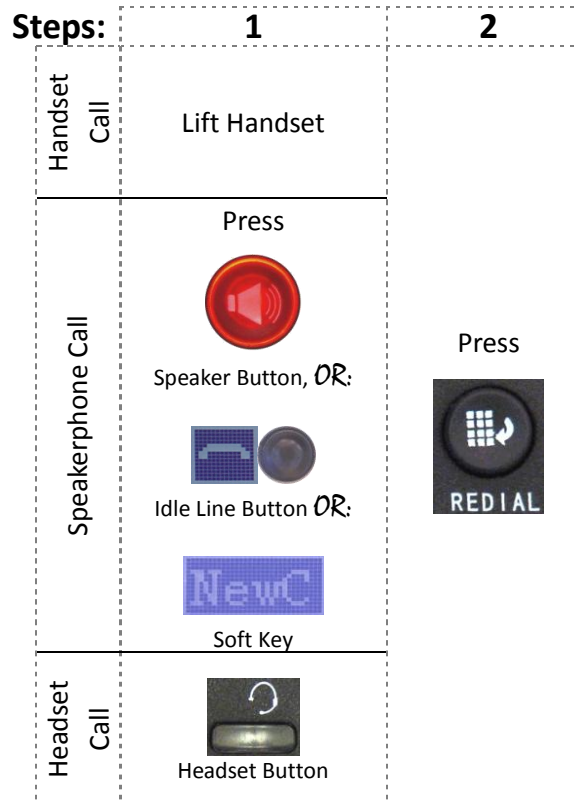 Steps: 1 2
Handset
Call
Lift Handset
Speakerphone Call
Press
Speaker Button, OR:
Idle Line Button OR:
NewC
Soft Key
Headset
Call
Headset Button
Press
REDIAL